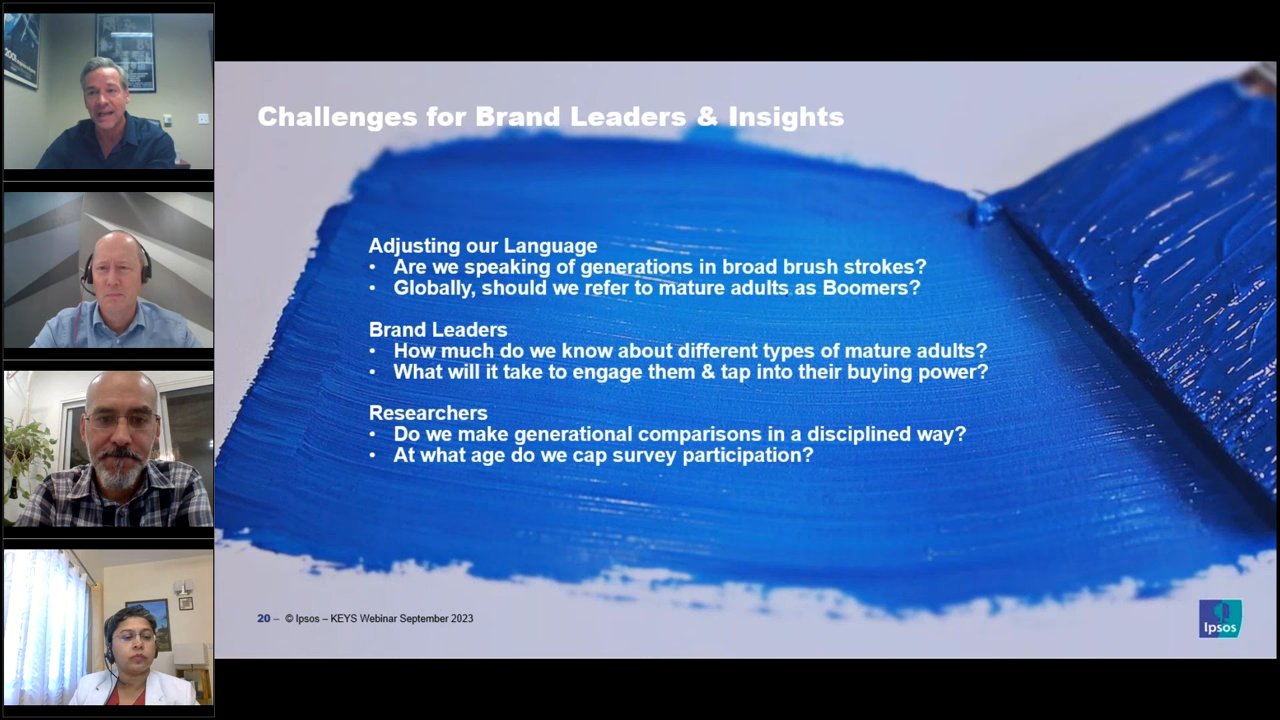 Challenges for Brand Leaders & Insights
Adjusting our Language
• Are we speaking of generations in broad brush strokes?
• Globally, should we refer to mature adults as Boomers?
Brand Leaders
• How much do we know about different types of mature adults?
• What will it take to engage them & tap into their buying power?
Researchers
• Do we make generational comparisons in a disciplined way?
• At what age do we cap survey participation?
20 – © Ipsos – KEYS Webinar September 2023
Ipsos